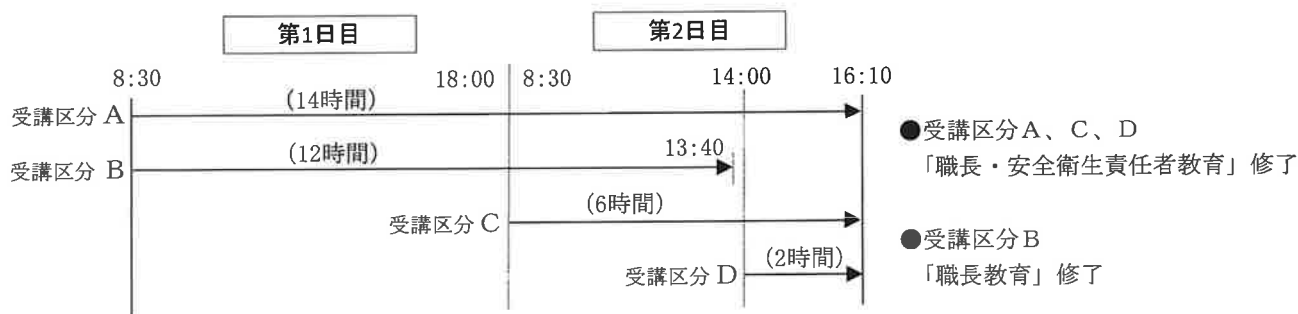 第1日目
第2日目
8:30
18:00
8:30
14:00
16:10
受講区分 A
(14時間)
受講区分 B
(12時間)
13:40
受講区分 C
(6時間)
受講区分 D
(2時間)
●受講区分A、C、D
「職長・安全衛生責任者教育」修了
●受講区分B
「職長教育」修了